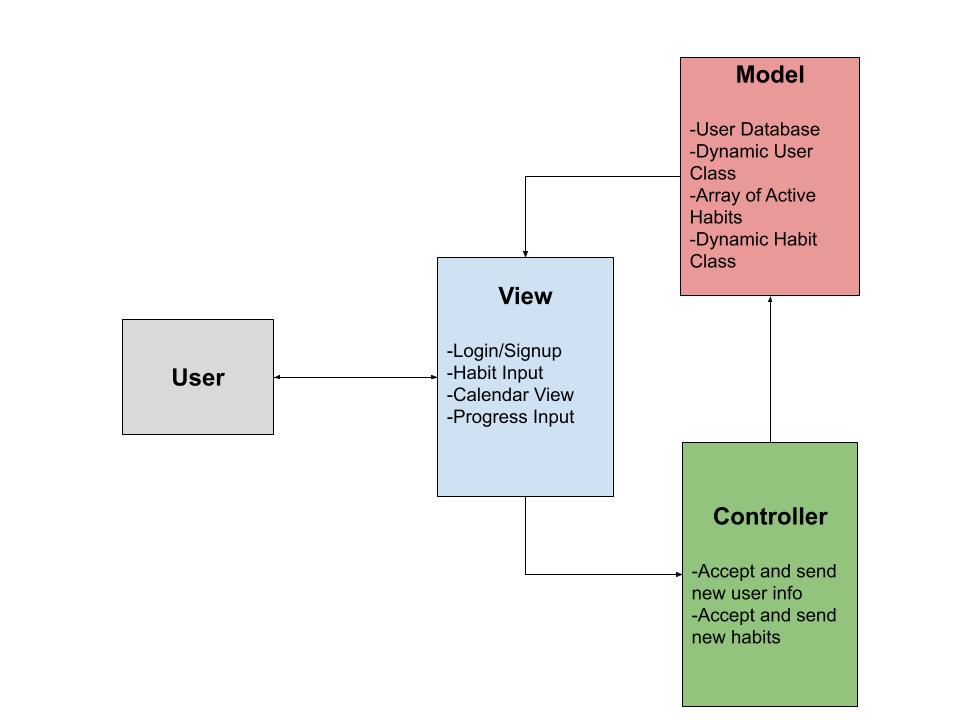 Model
-User Database
-Dynamic User
Class
-Array of Active
Habits
-Dynamic Habit
Class
View
-Login/Signup
-Habit Input
-Calendar View
-Progress Input
User
Controller
-Accept and send
new user info
-Accept and send
new habits